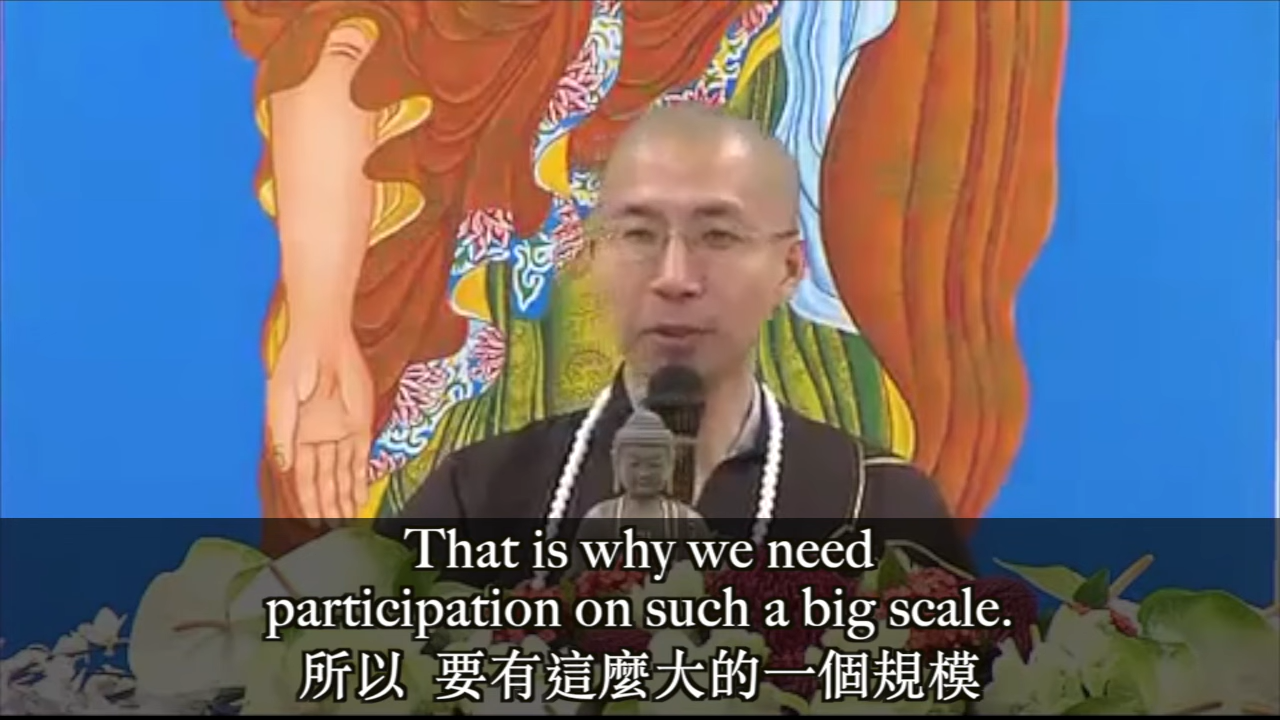 That is why we need
participation on such a big scale.
所以 要有這麼大的一個規模